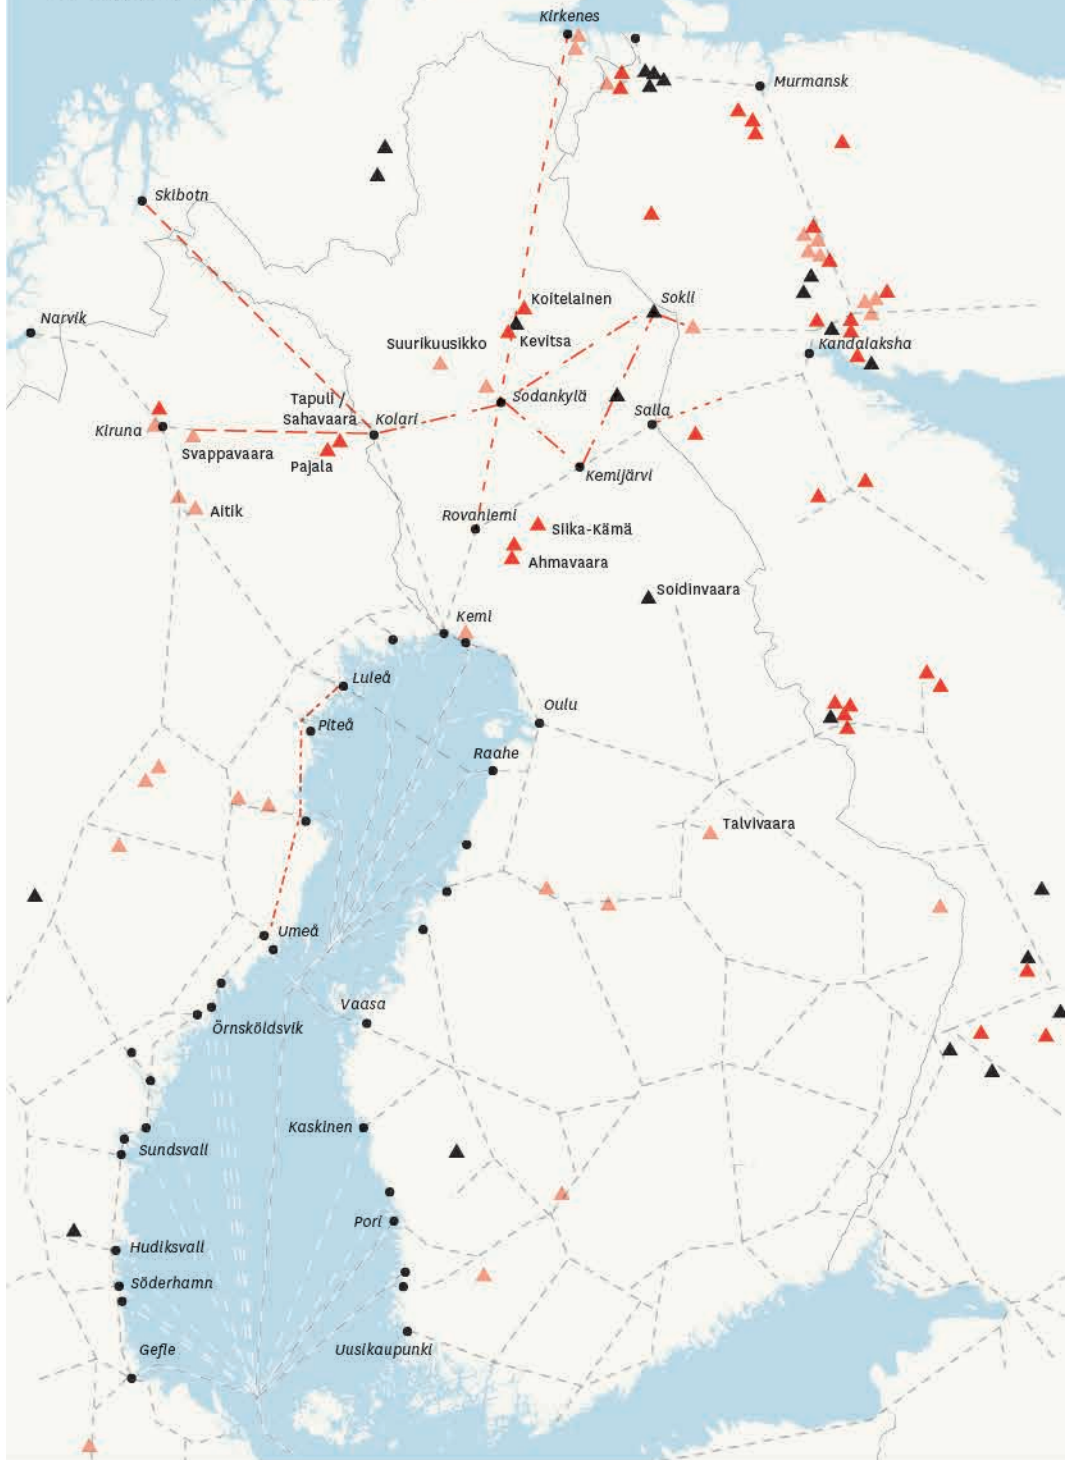 Kirkenes
Murmansk
Skibotn
Narvik
Koitelainen
Sokli
Kevitsa
Suurikuusikko
Kandalaksha
Tapuli /
Sahavaara
Sodankylä
Salla
Kiruna
Kolari
Svappavaara
Pajala
Kemijärvi
Aitik
Rovaniemi
Siika-Kämä
Ahmavaara
Soidinvaara
Kemi
Luleå
Oulu
Piteå
Raahe
Talvivaara
Umeå
Vaasa
Örnsköldsvik
Kaskinen
Sundsvall
Pori
Hudiksvall
Söderhamn
Gefle
Uusikaupunki